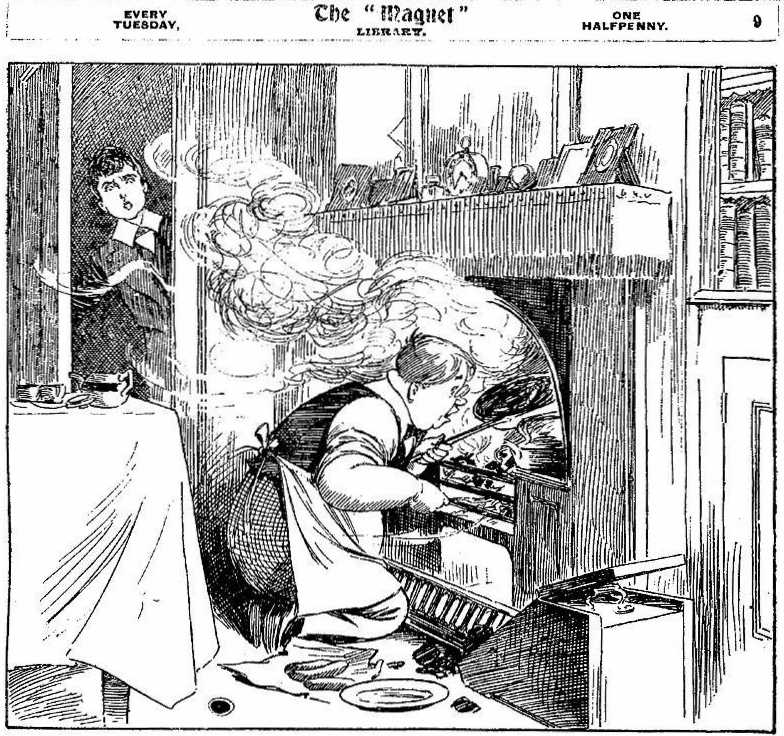 EVERY
TUESDAY,
The "Magnet"
LIBRARY.
ONE
HALFPENNY.
9